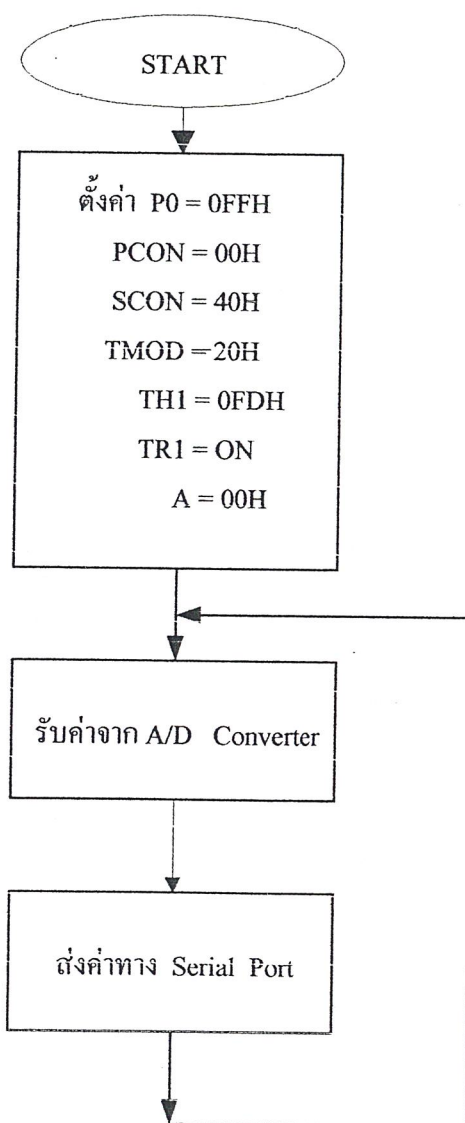 START
ตั้งค่า P0 = 0FFH
PCON = 00H
SCON = 40H
TMOD = 20H
TH1 = 0FDH
TR1 = ON
A = 00H
รับค่าจาก A/D Converter
ส่งค่าทาง Serial Port